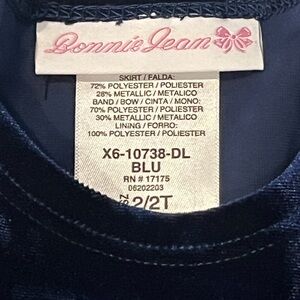 Bonnie Jean
SKIRT / FALDA:
72% POLYESTER / POLIESTER
28% METALLIC / METALICO
BAND / BOW / CINTA / MONO:
70% POLYESTER / POLIESTER
30% METALLIC / METALICO
LINING / FORRO:
100% POLYESTER / POLIESTER
X6-10738-DL
BLU
RN # 17175
06202203
2/2T